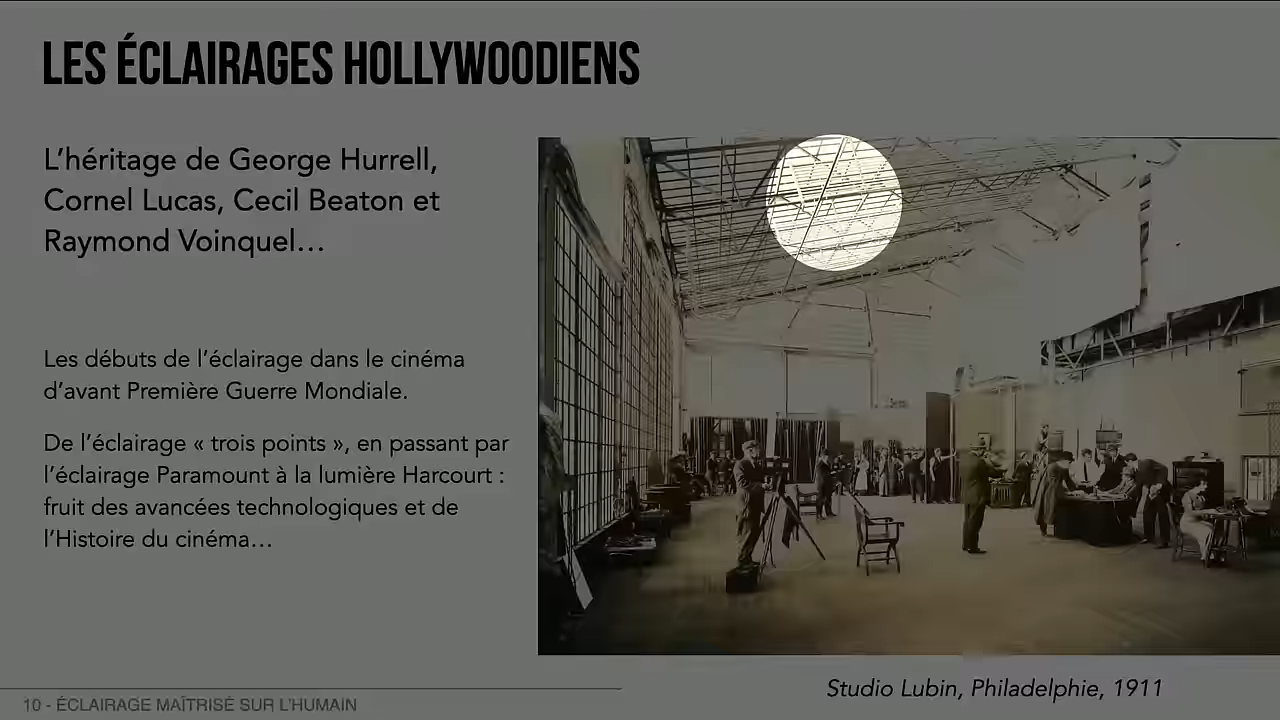 LES ÉCLAIRAGES HOLLYWOODIENS
L’héritage de George Hurrell,
Cornel Lucas, Cecil Beaton et
Raymond Voinquel…
Les débuts de l’éclairage dans le cinéma
d’avant Première Guerre Mondiale.
De l’éclairage « trois points », en passant par
l’éclairage Paramount à la lumière Harcourt :
fruit des avancées technologiques et de
l’Histoire du cinéma…
Studio Lubin, Philadelphie, 1911
10 - ÉCLAIRAGE MAÎTRISÉ SUR L’HUMAIN